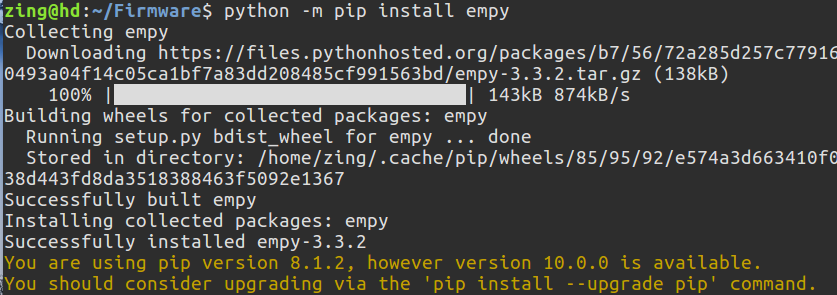 zing@hd:~/Firmware$ python -m pip install empy
Collecting empy
  Downloading https://files.pythonhosted.org/packages/b7/56/72a285d257c77916
0493a04f14c05ca1bf7a83dd208485cf991563bd/empy-3.3.2.tar.gz (138kB)
    100% || 143kB 874kB/s
Building wheels for collected packages: empy
  Running setup.py bdist_wheel for empy ... done
  Stored in directory: /home/zing/.cache/pip/wheels/85/95/92/e574a3d663410f0
38d443fd8da3518388463f5092e1367
Successfully built empy
Installing collected packages: empy
Successfully installed empy-3.3.2
You are using pip version 8.1.2, however version 10.0.0 is available.
You should consider upgrading via the 'pip install --upgrade pip' command.